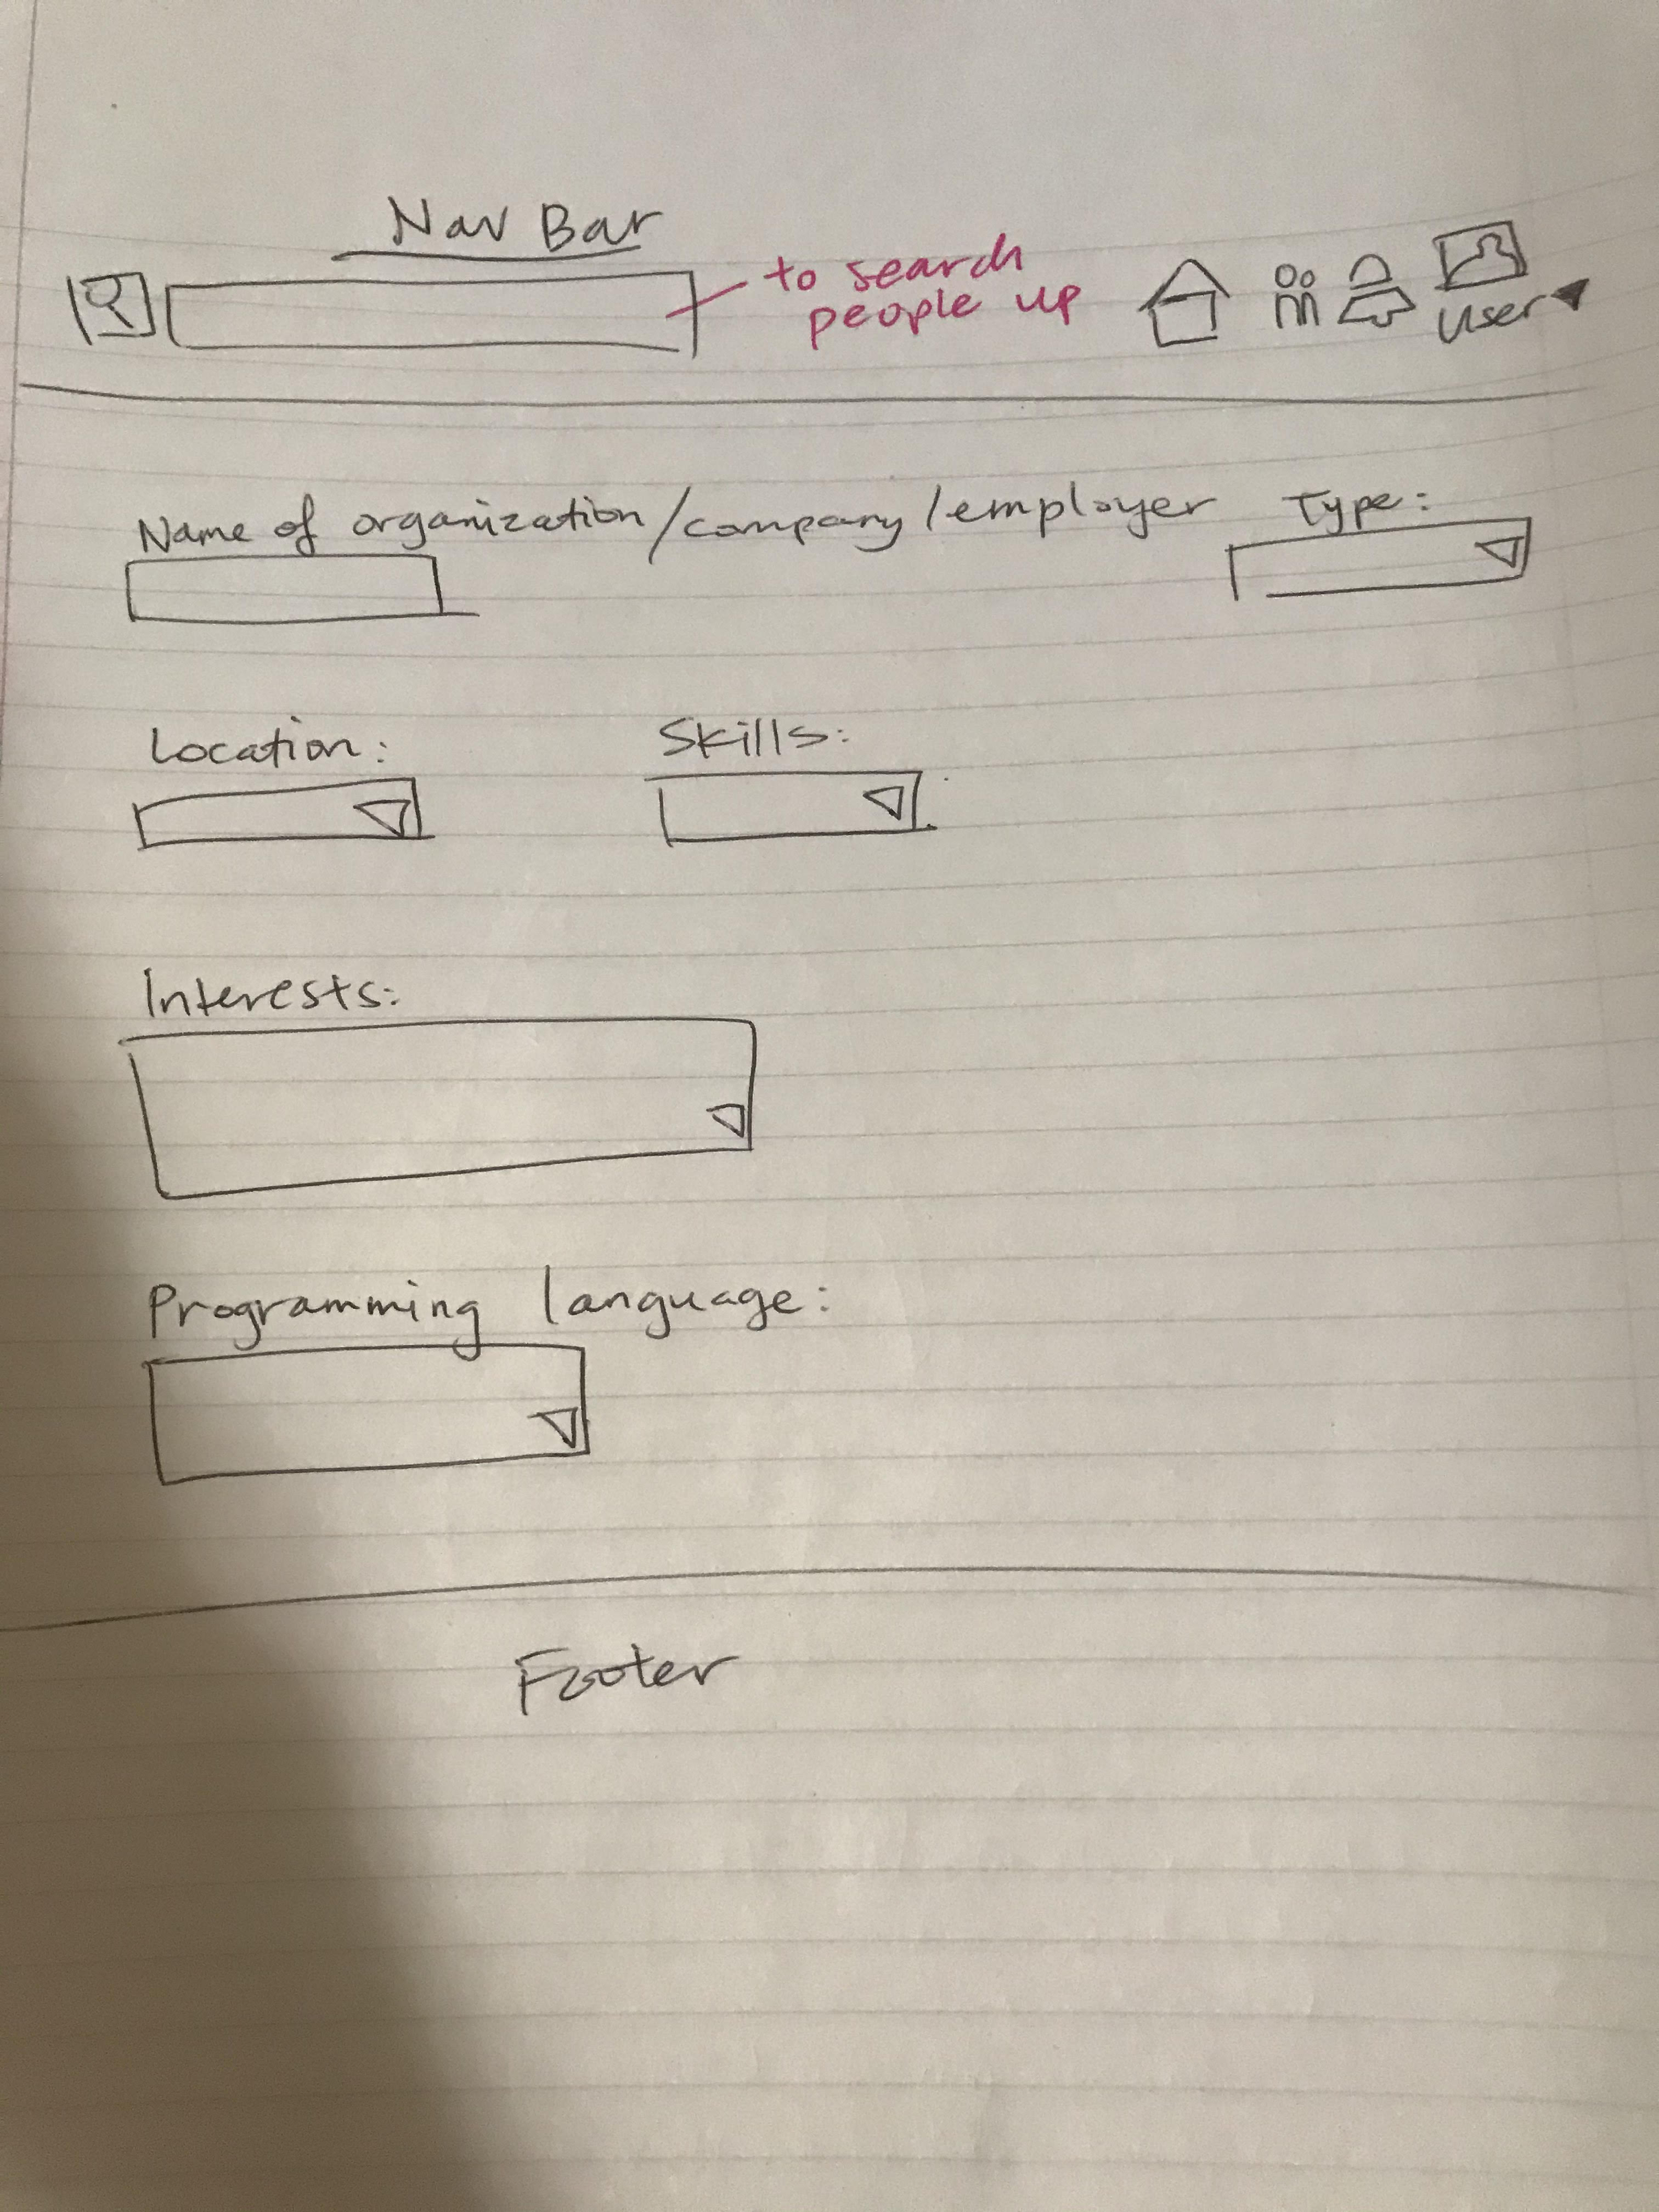 Nav Bar
to search
people up
user
Name of organization/company/employer
Type:
Location:
Skills:
Interests:
Programming language:
Footer